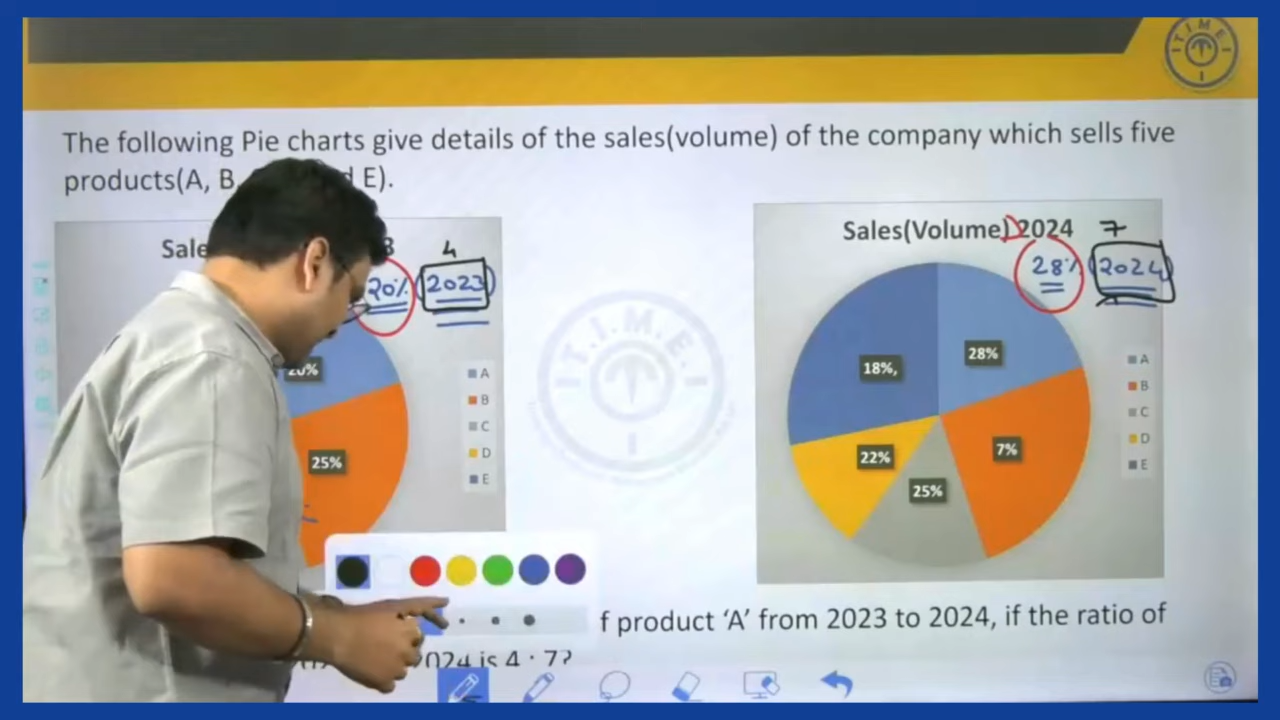 The following Pie charts give details of the sales(volume) of the company which sells five
products(A, B, E).
Sales(Volume) 2024
4
7
20%
2023
28%
2024
20%
25%
A
B
C
D
E
18%,
28%
22%
7%
25%
A
B
C
D
E
T.I.M.E.
TIME
product ‘A’ from 2023 to 2024, if the ratio of
2024 is 4 : 7?